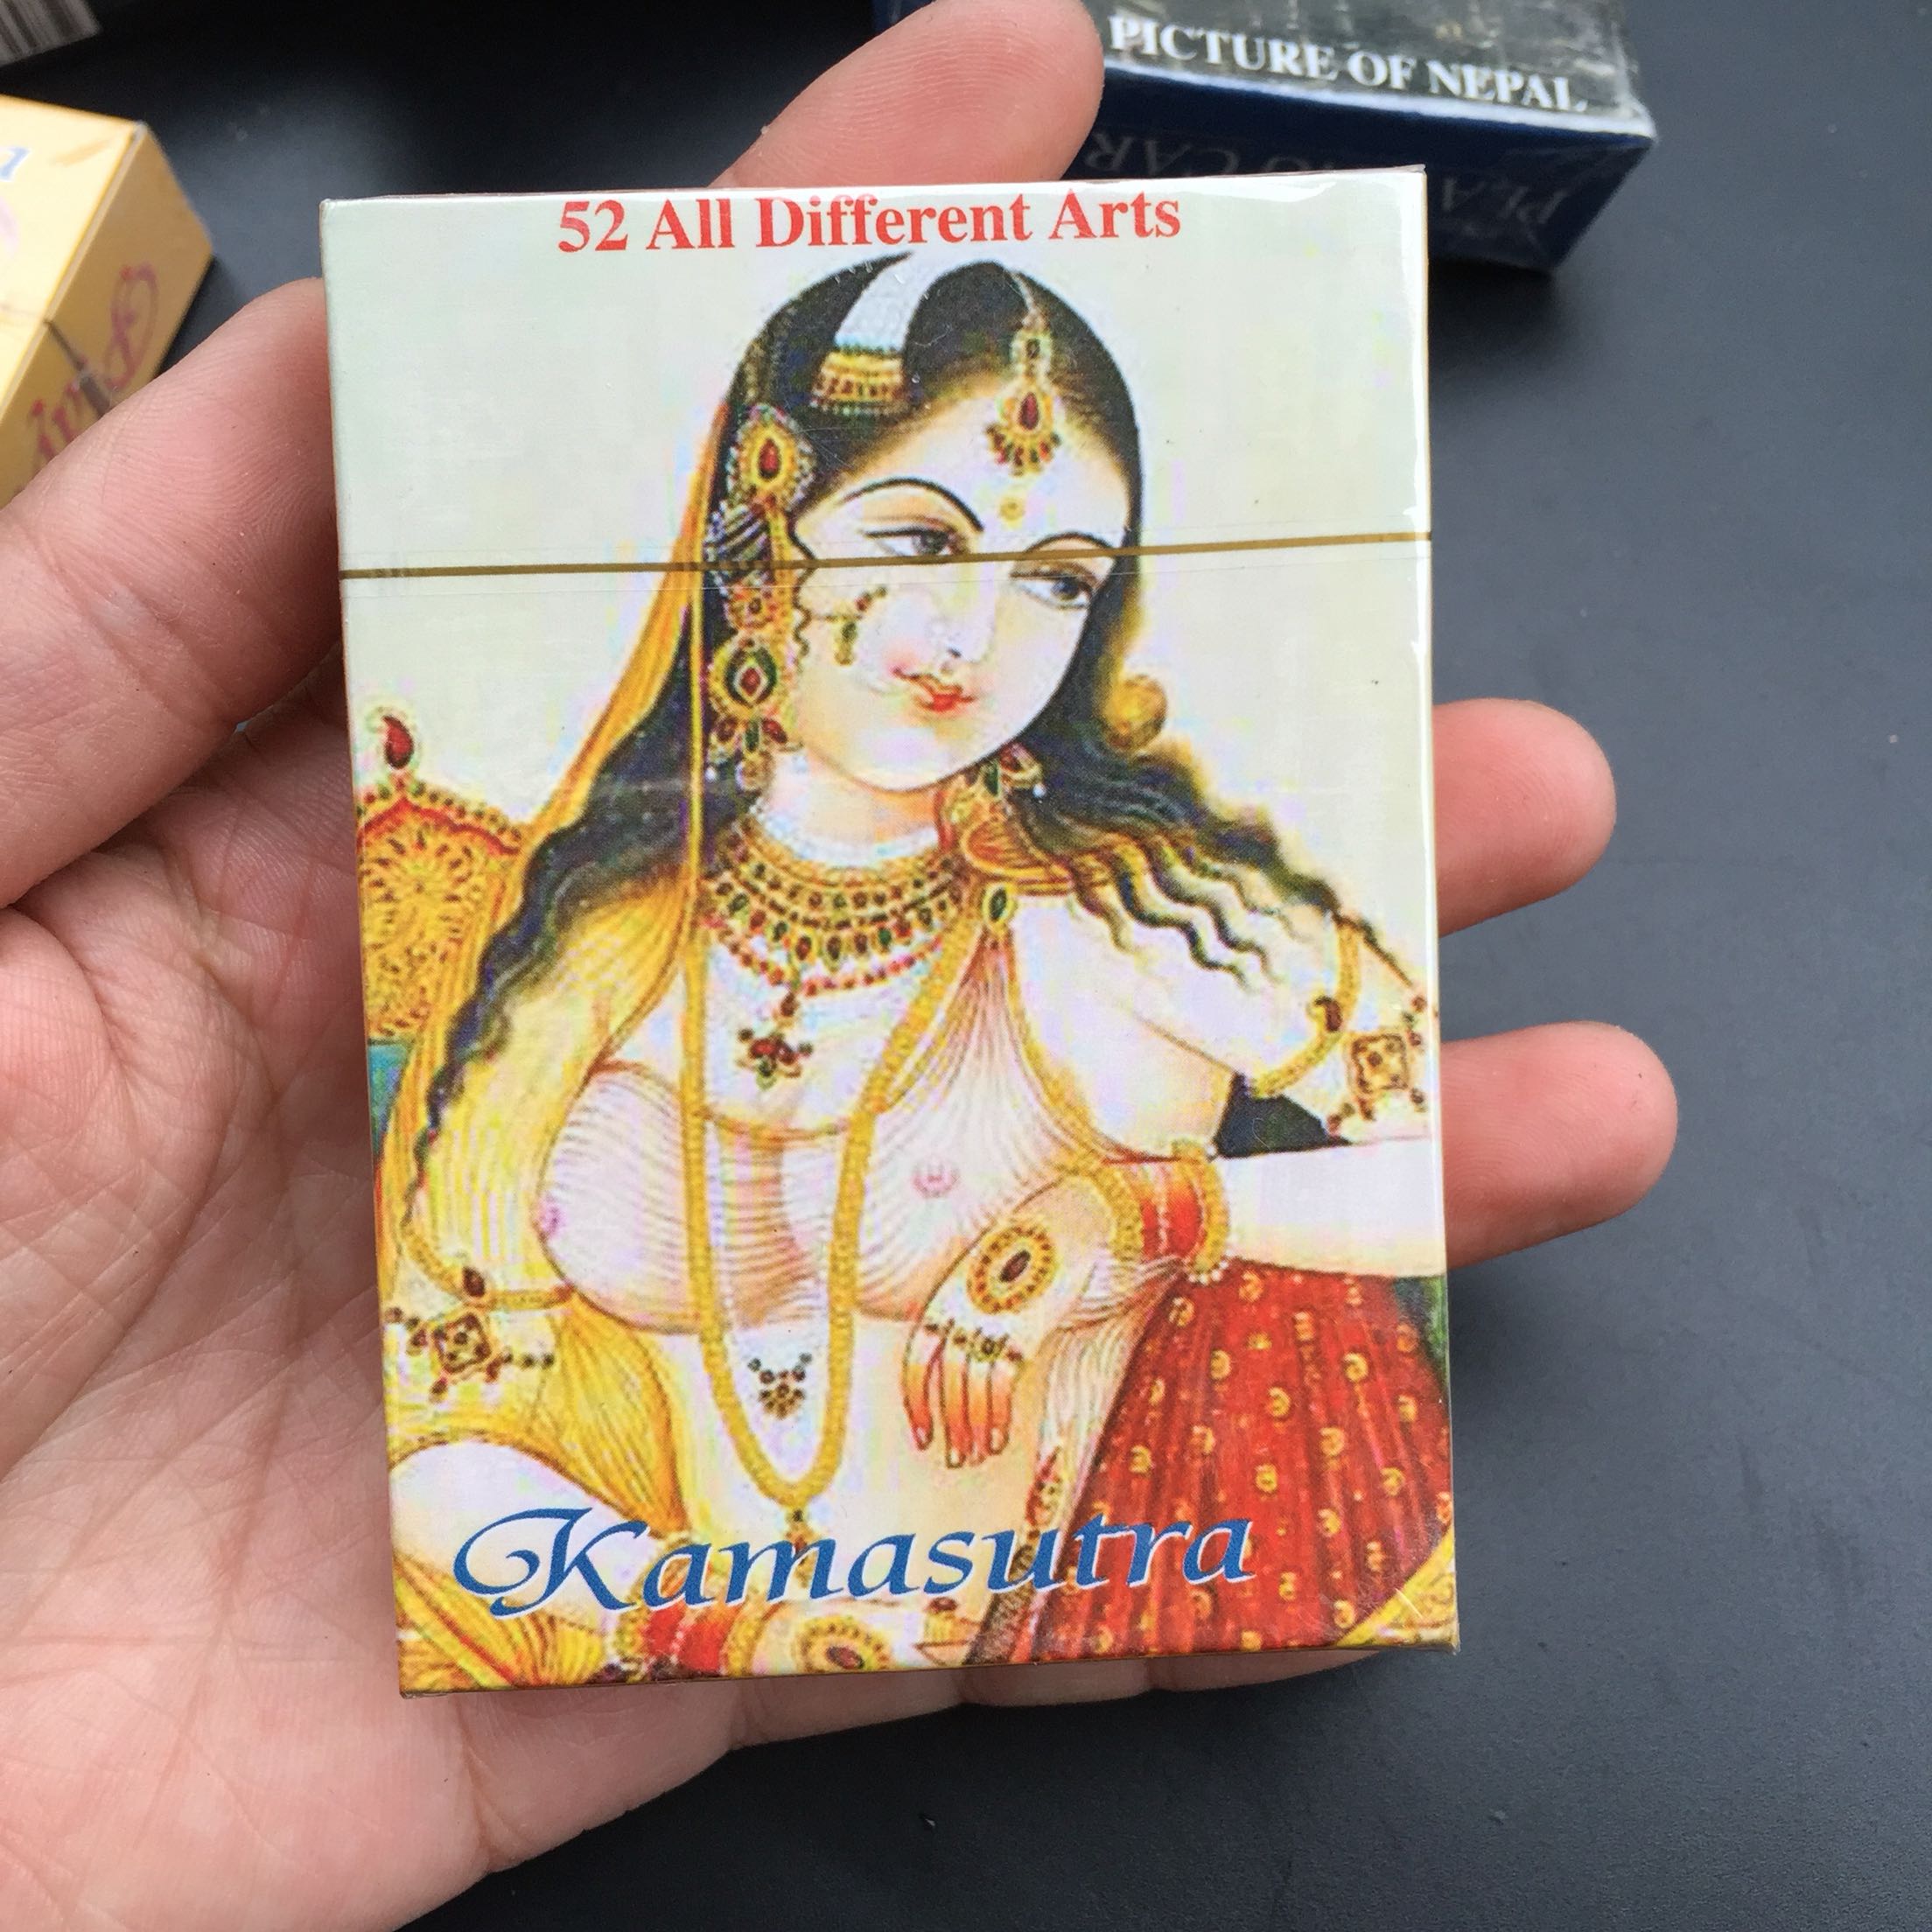 PICTURE OF NEPAL
52 All Different Arts
Kamasutra